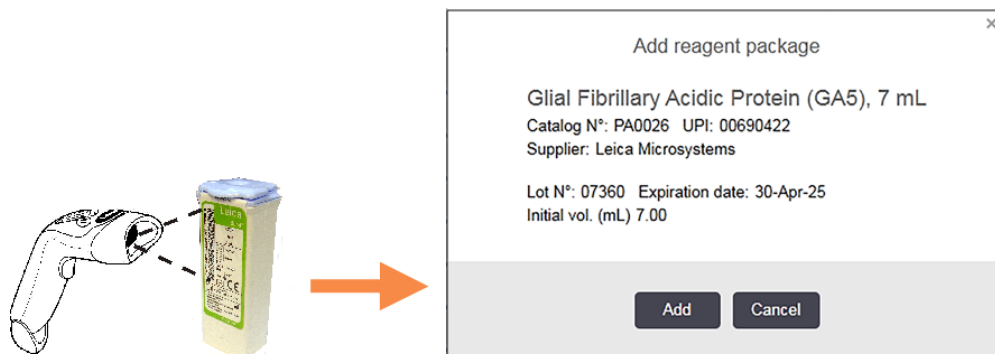 Leica
Add reagent package
×
Glial Fibrillary Acidic Protein (GA5), 7 mL
Catalog N°: PA0026 UPI: 00690422
Supplier: Leica Microsystems
Lot N°: 07360 Expiration date: 30-Apr-25
Initial vol. (mL) 7.00
Add
Cancel